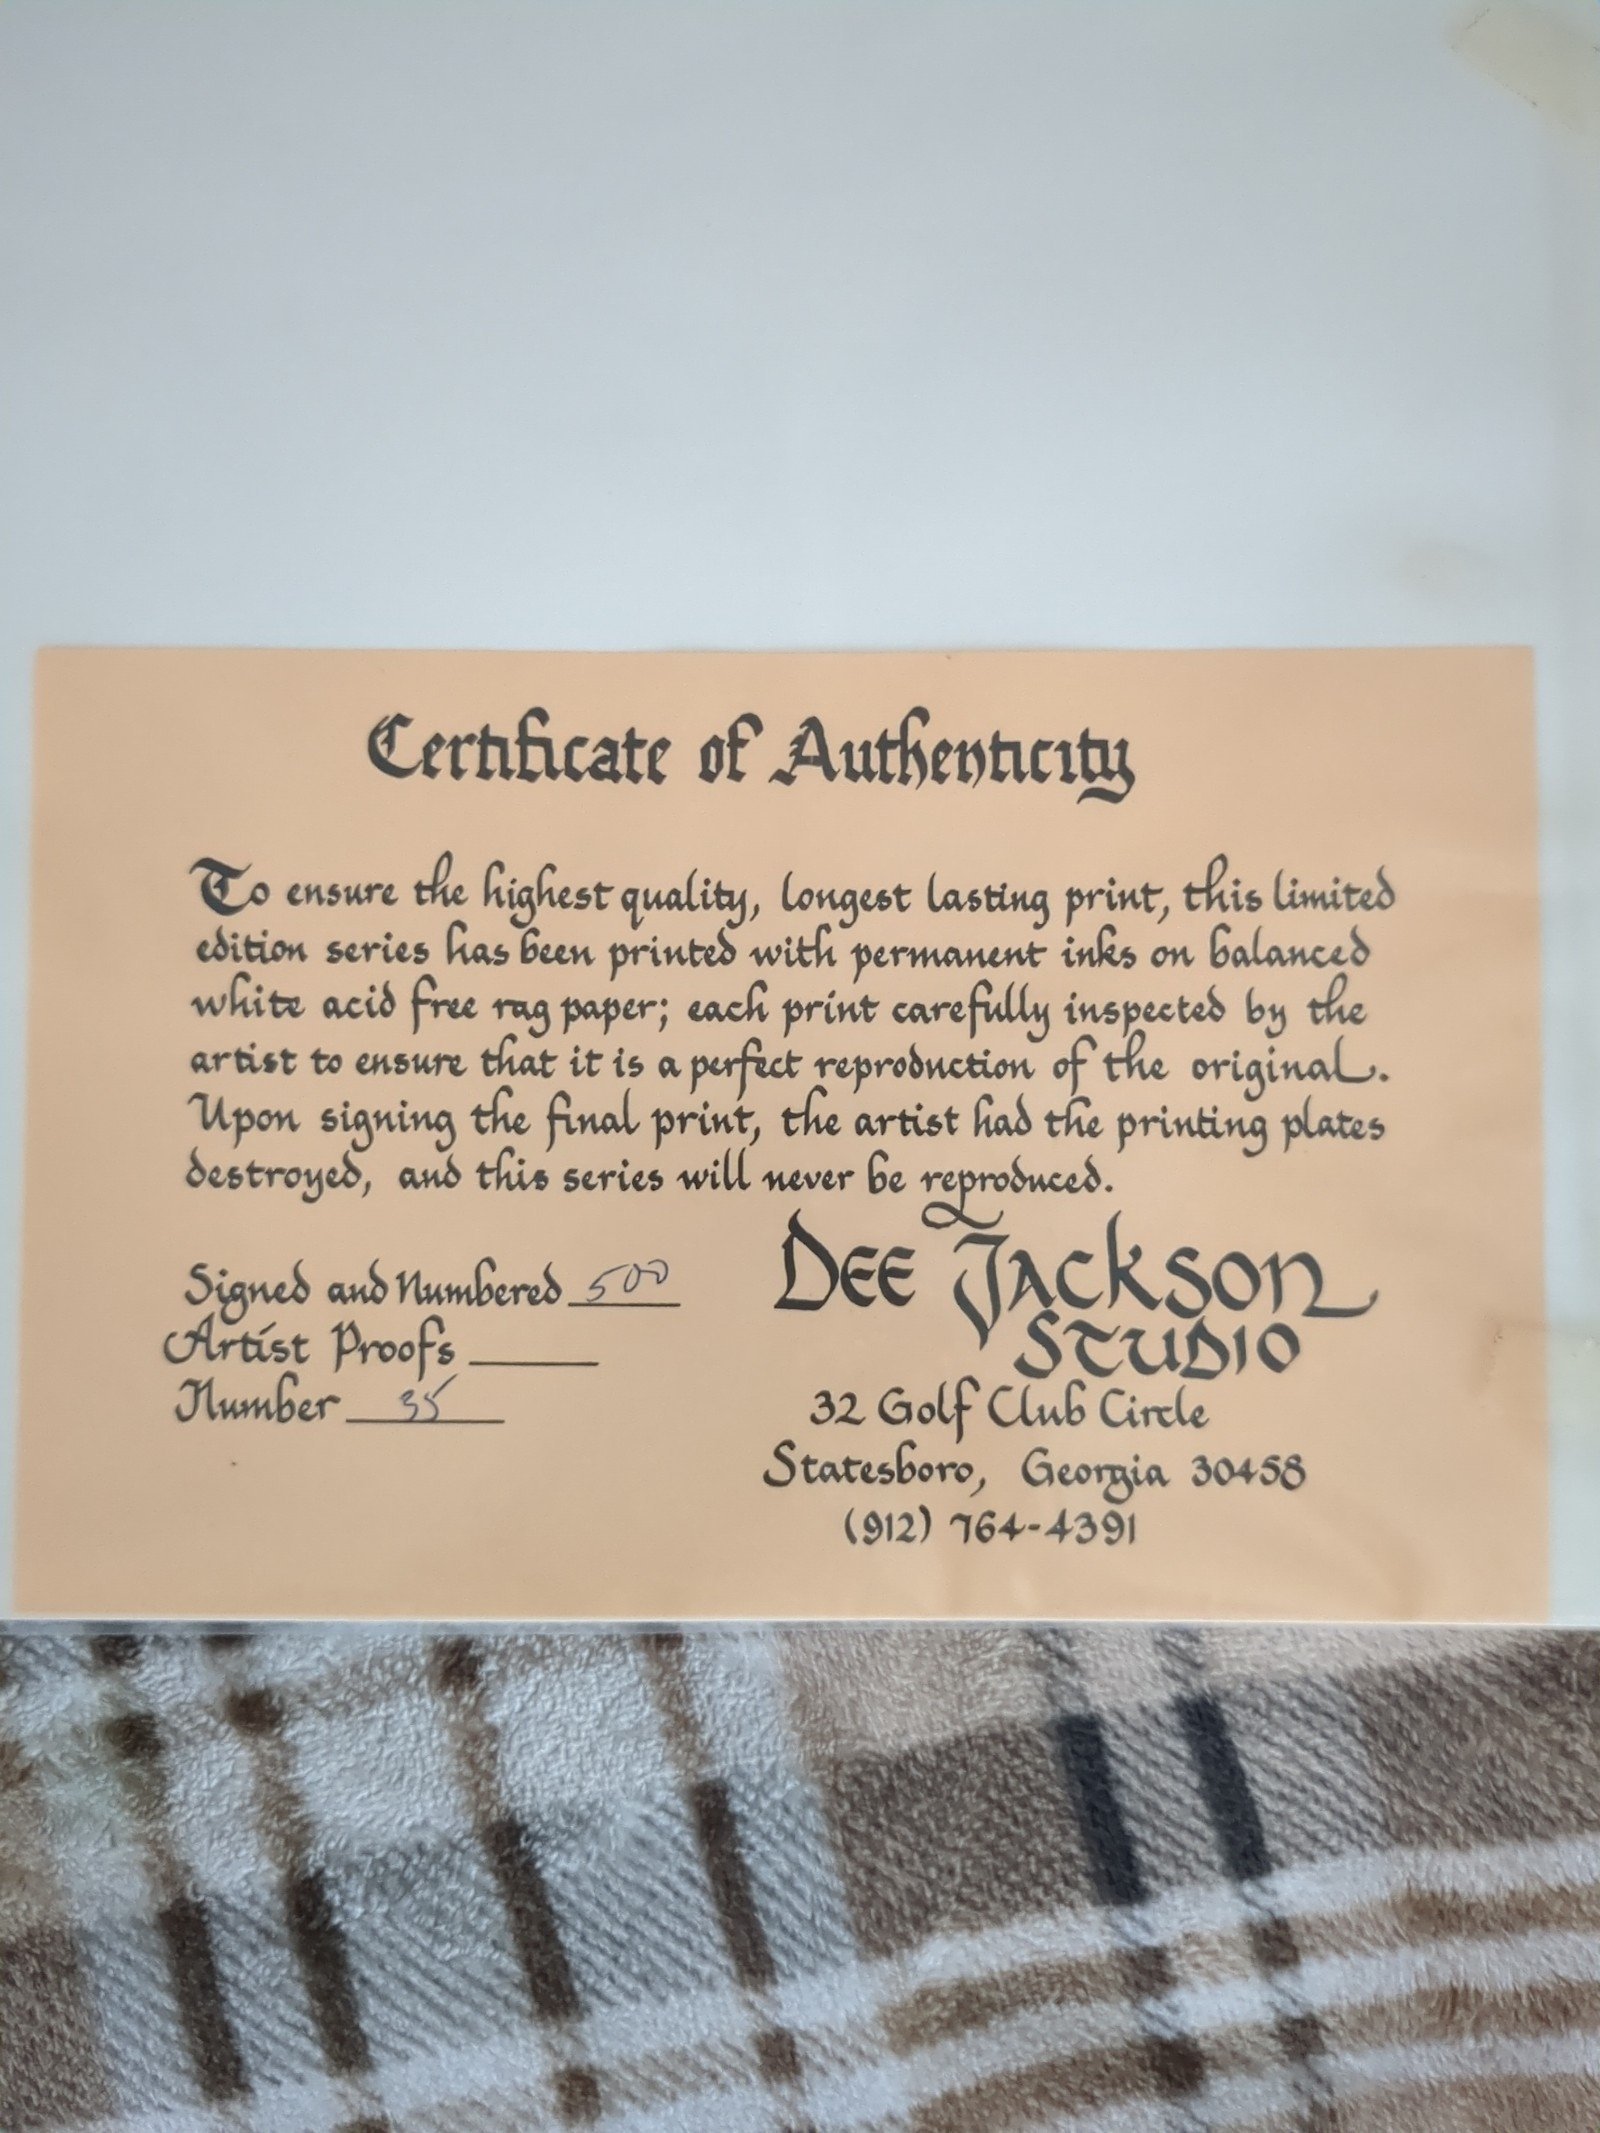 Certificate of Authenticity
To ensure the highest quality, longest lasting print, this limited
edition series has been printed with permanent inks on balanced
white acid free rag paper; each print carefully inspected by the
artist to ensure that it is a perfect reproduction of the original.
Upon signing the final print, the artist had the printing plates
destroyed, and this series will never be reproduced.
Signed and Numbered 500
Artist Proofs
Number 35
Dee Jackson
Studio
32 Golf Club Circle
Statesboro, Georgia 30458
(912) 764-4391